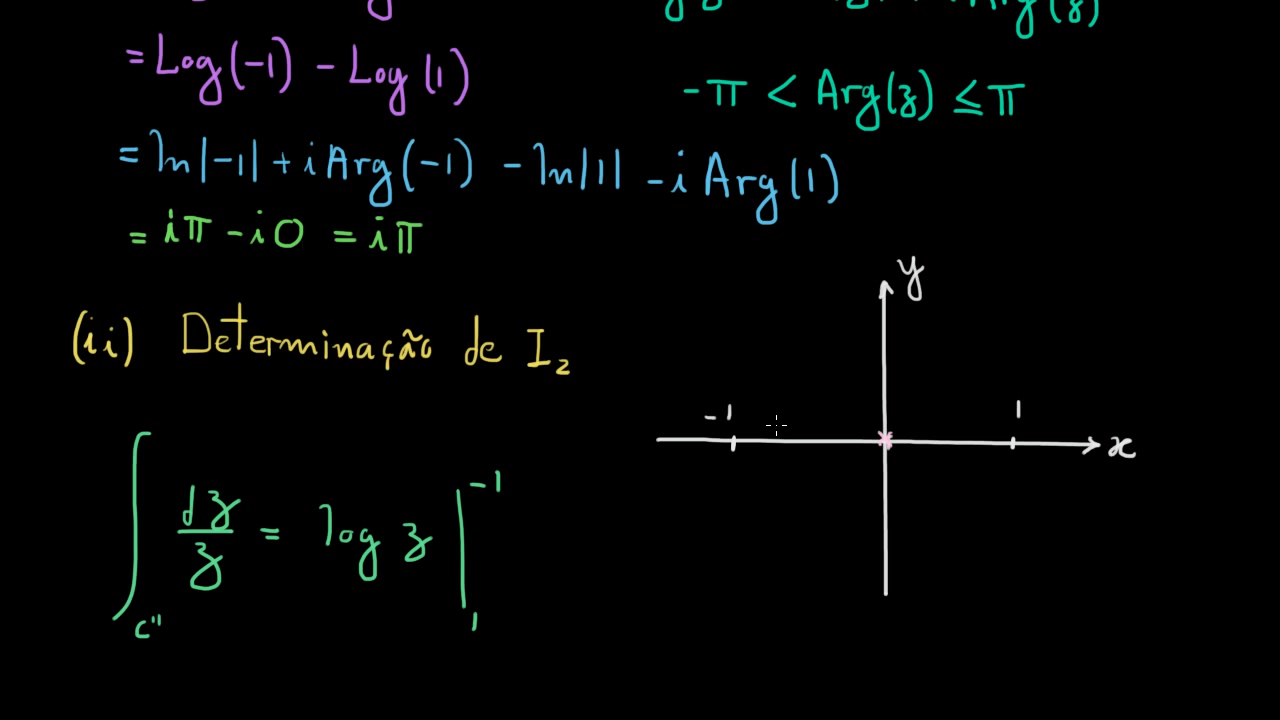 = Log(-1) - Log(1)
-π < Arg(z) ≤ π
= ln|-1| + i Arg(-1) - ln|1| - i Arg(1)
= iπ - i0 = iπ
(ii) Determinação de I₂
y
-1 1
x
∫_C'' dz/z = log z |₁⁻¹